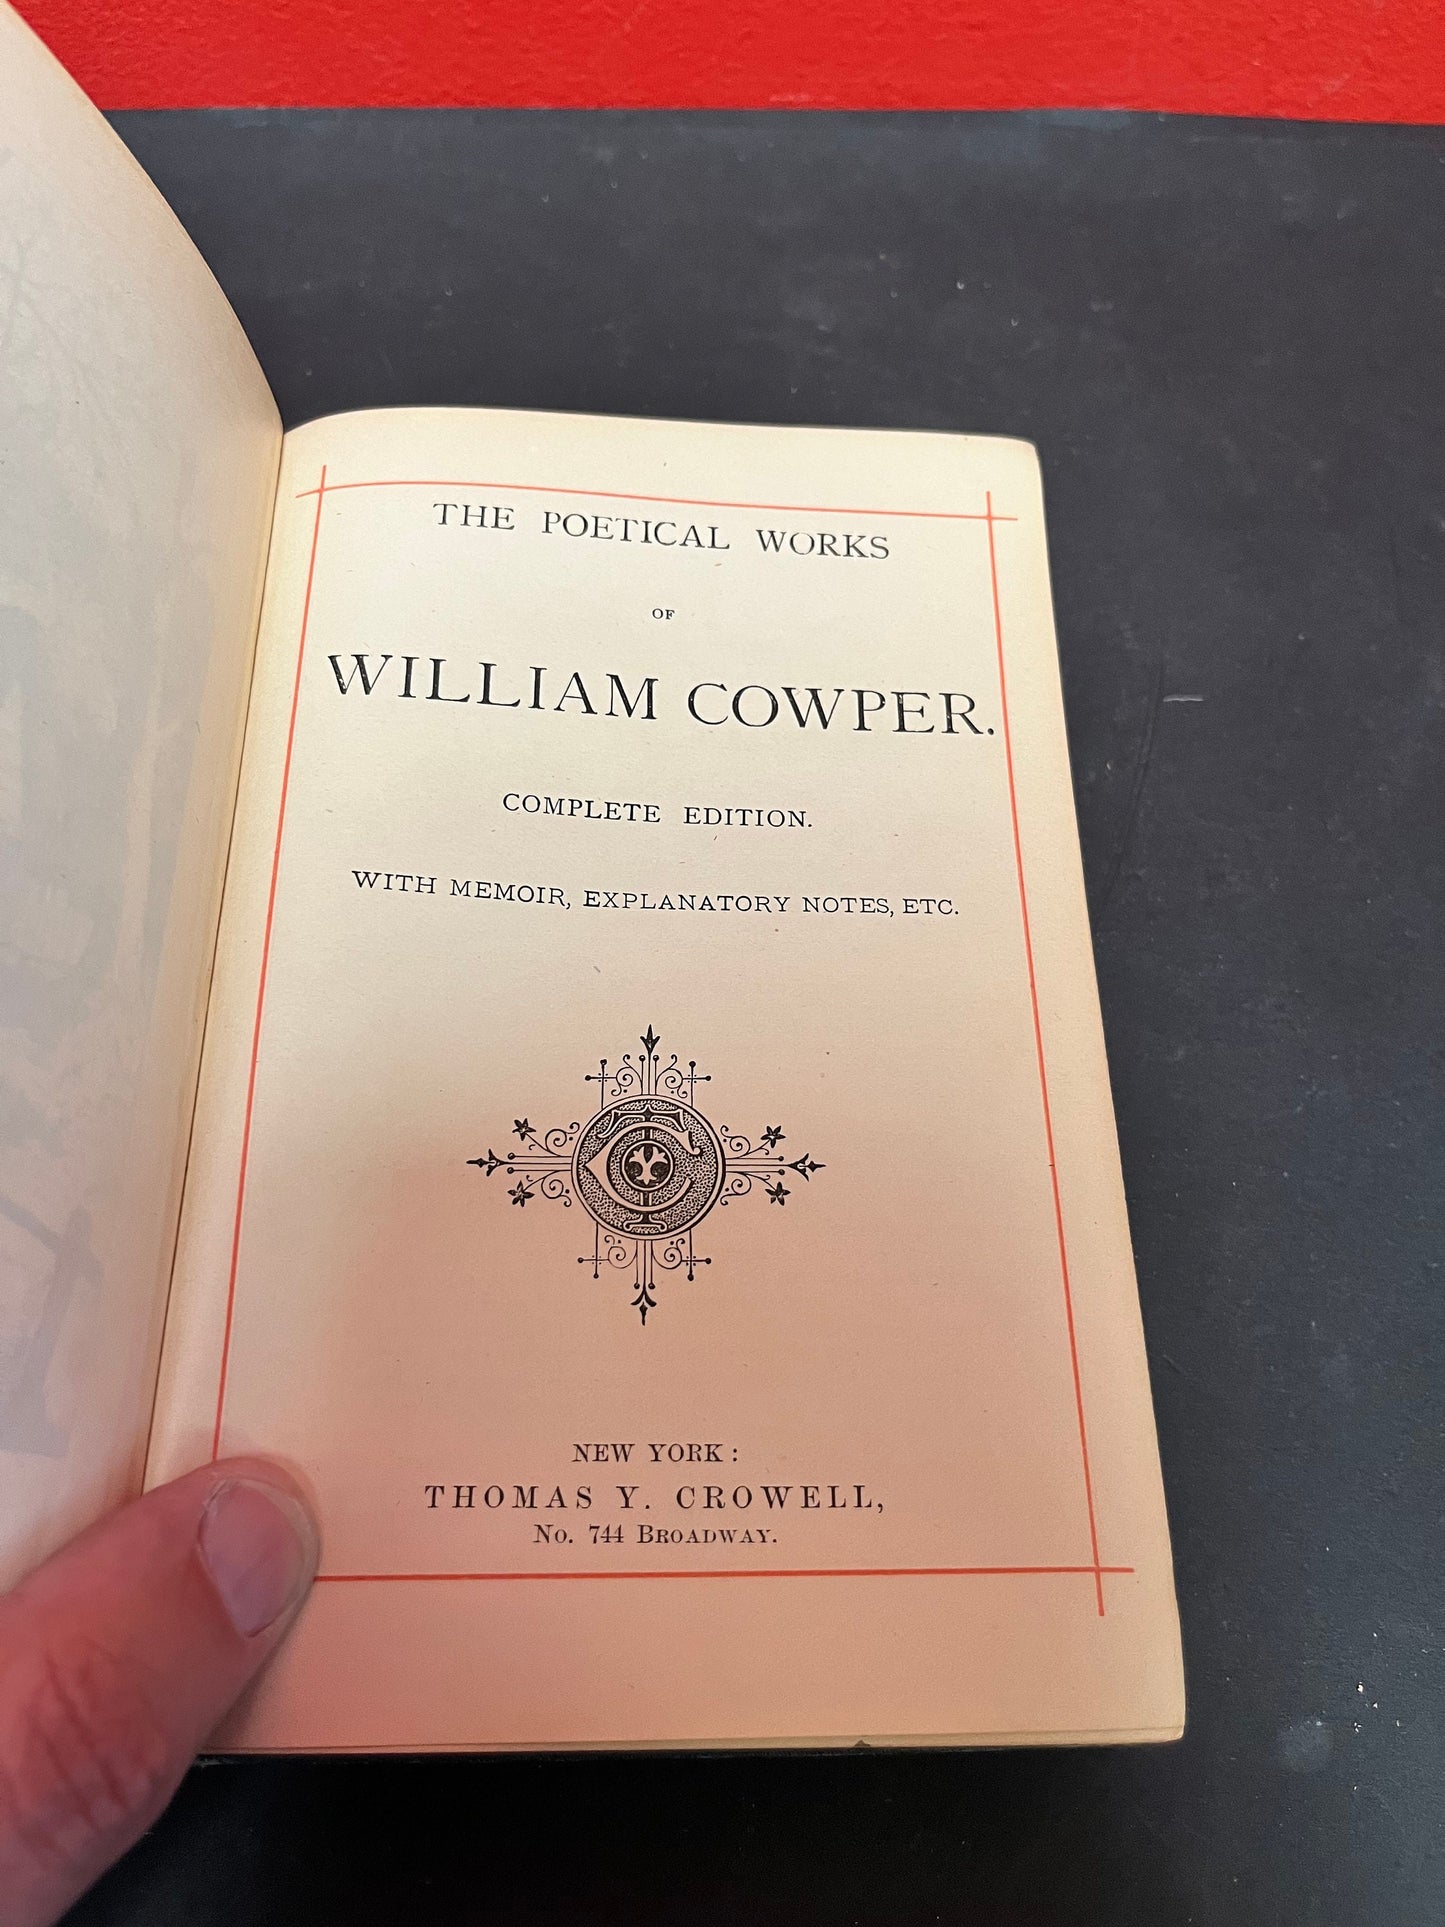 THE POETICAL WORKS
OF
WILLIAM COWPER.
COMPLETE EDITION.
WITH MEMOIR, EXPLANATORY NOTES, ETC.
NEW YORK:
THOMAS Y. CROWELL,
No. 744 BROADWAY.